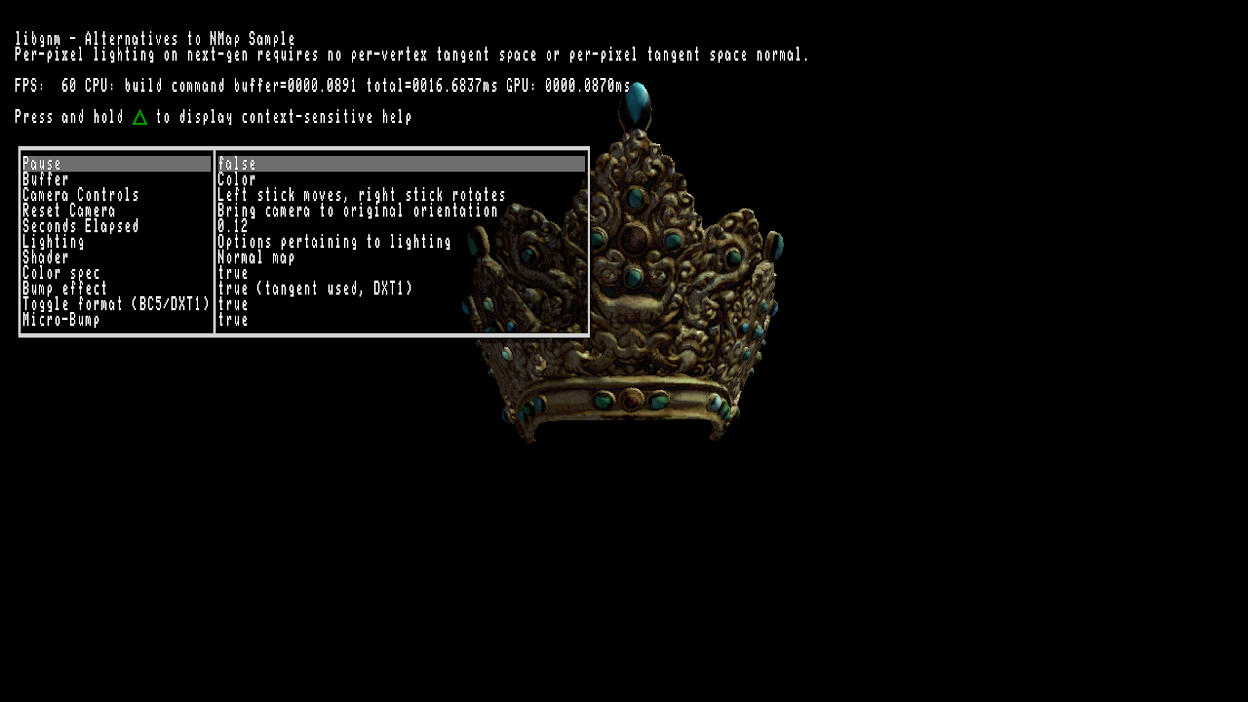 libgnm - Alternatives to NMap Sample
Per-pixel lighting on next-gen requires no per-vertex tangent space or per-pixel tangent space normal.
FPS:  60 CPU: build command buffer=0000.0891 total=0016.6837ms GPU: 0000.0870ms
Press and hold △ to display context-sensitive help
Pause false
Buffer Color
Camera Controls Left stick moves, right stick rotates
Reset Camera Bring camera to original orientation
Seconds Elapsed 0.12
Lighting Options pertaining to lighting
Shader Normal map
Color spec true
Bump effect true (tangent used, DXT1)
Toggle format (BC5/DXT1) true
Micro-Bump true